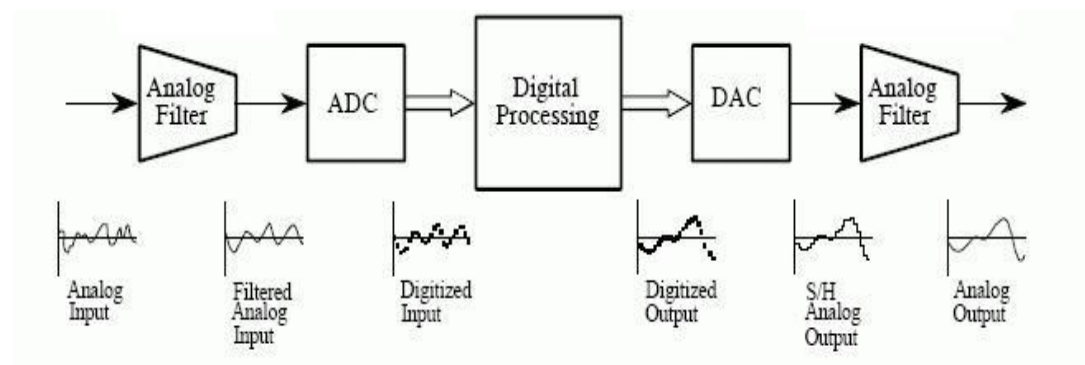 Analog
Filter
ADC
Digital
Processing
DAC
Analog
Filter
Analog
Input
Filtered
Analog
Input
Digitized
Input
Digitized
Output
S/H
Analog
Output
Analog
Output